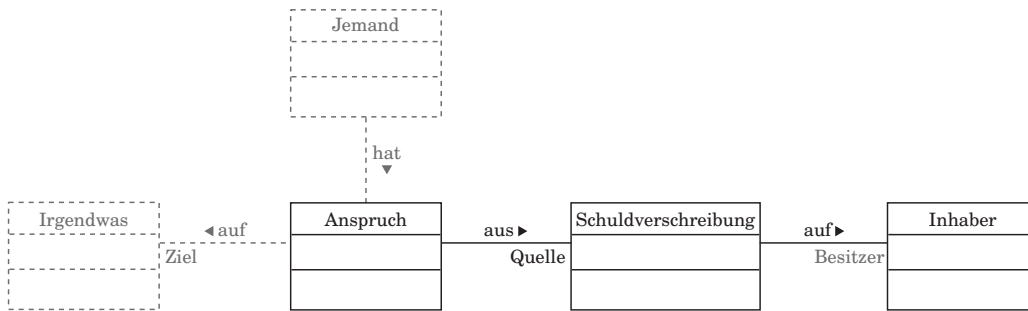 Jemand
hat
Irgendwas
auf
Ziel
Anspruch
aus
Quelle
Schuldverschreibung
auf
Besitzer
Inhaber